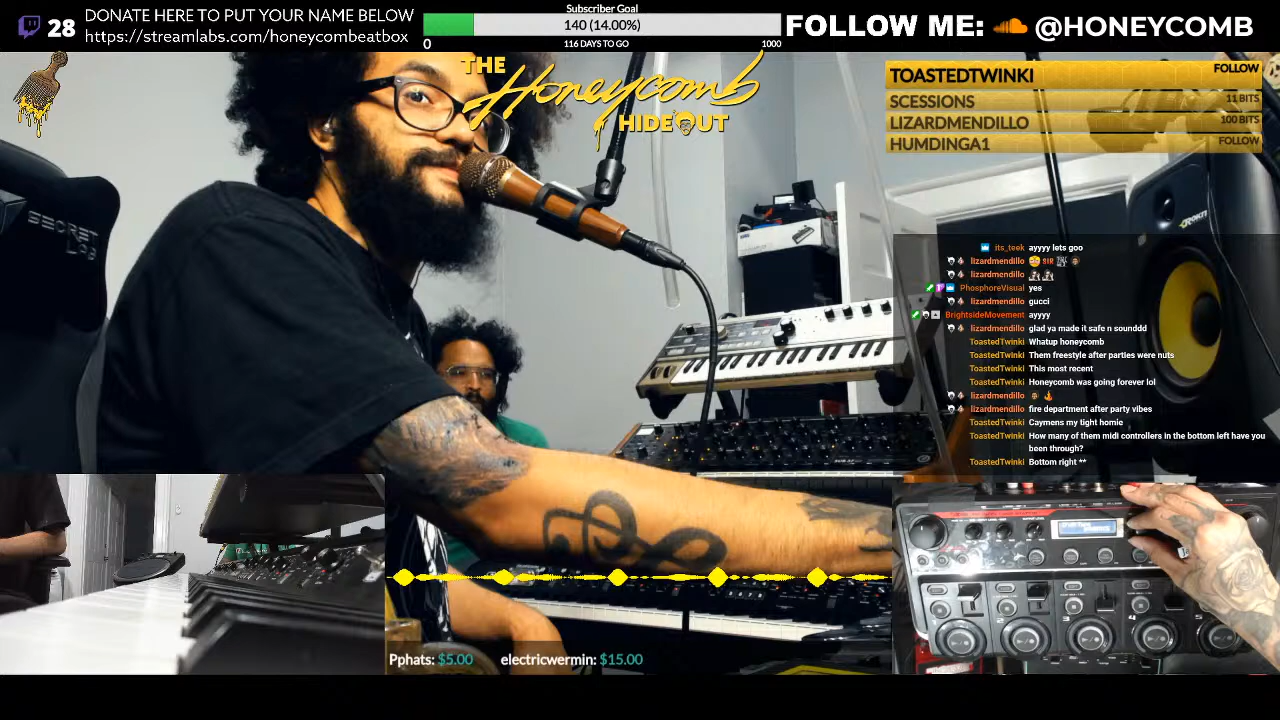 28
DONATE HERE TO PUT YOUR NAME BELOW
https://streamlabs.com/honeycombeatbox
Subscriber Goal
140 (14.00%)
0
116 DAYS TO GO
1000
FOLLOW ME: @HONEYCOMB
THE
Honeycomb
HIDEOUT
TOASTEDTWINKI FOLLOW
SCESSIONS 11 BITS
LIZARDMENDILLO 100 BITS
HUMDINGA1 FOLLOW
SECRET
LAB
ROKIT
its_teek ayyyy lets goo
lizardmendillo
lizardmendillo
PhosphoreVisual yes
lizardmendillo gucci
BrightsideMovement ayyyy
lizardmendillo glad ya made it safe n sounddd
ToastedTwinki Whatup honeycomb
ToastedTwinki Them freestyle after parties were nuts
ToastedTwinki This most recent
ToastedTwinki Honeycomb was going forever lol
lizardmendillo
lizardmendillo fire department after party vibes
ToastedTwinki Caymens my tight homie
ToastedTwinki How many of them midi controllers in the bottom left have you
been through?
ToastedTwinki Bottom right **
Pphats: $5.00 electricwermin: $15.00